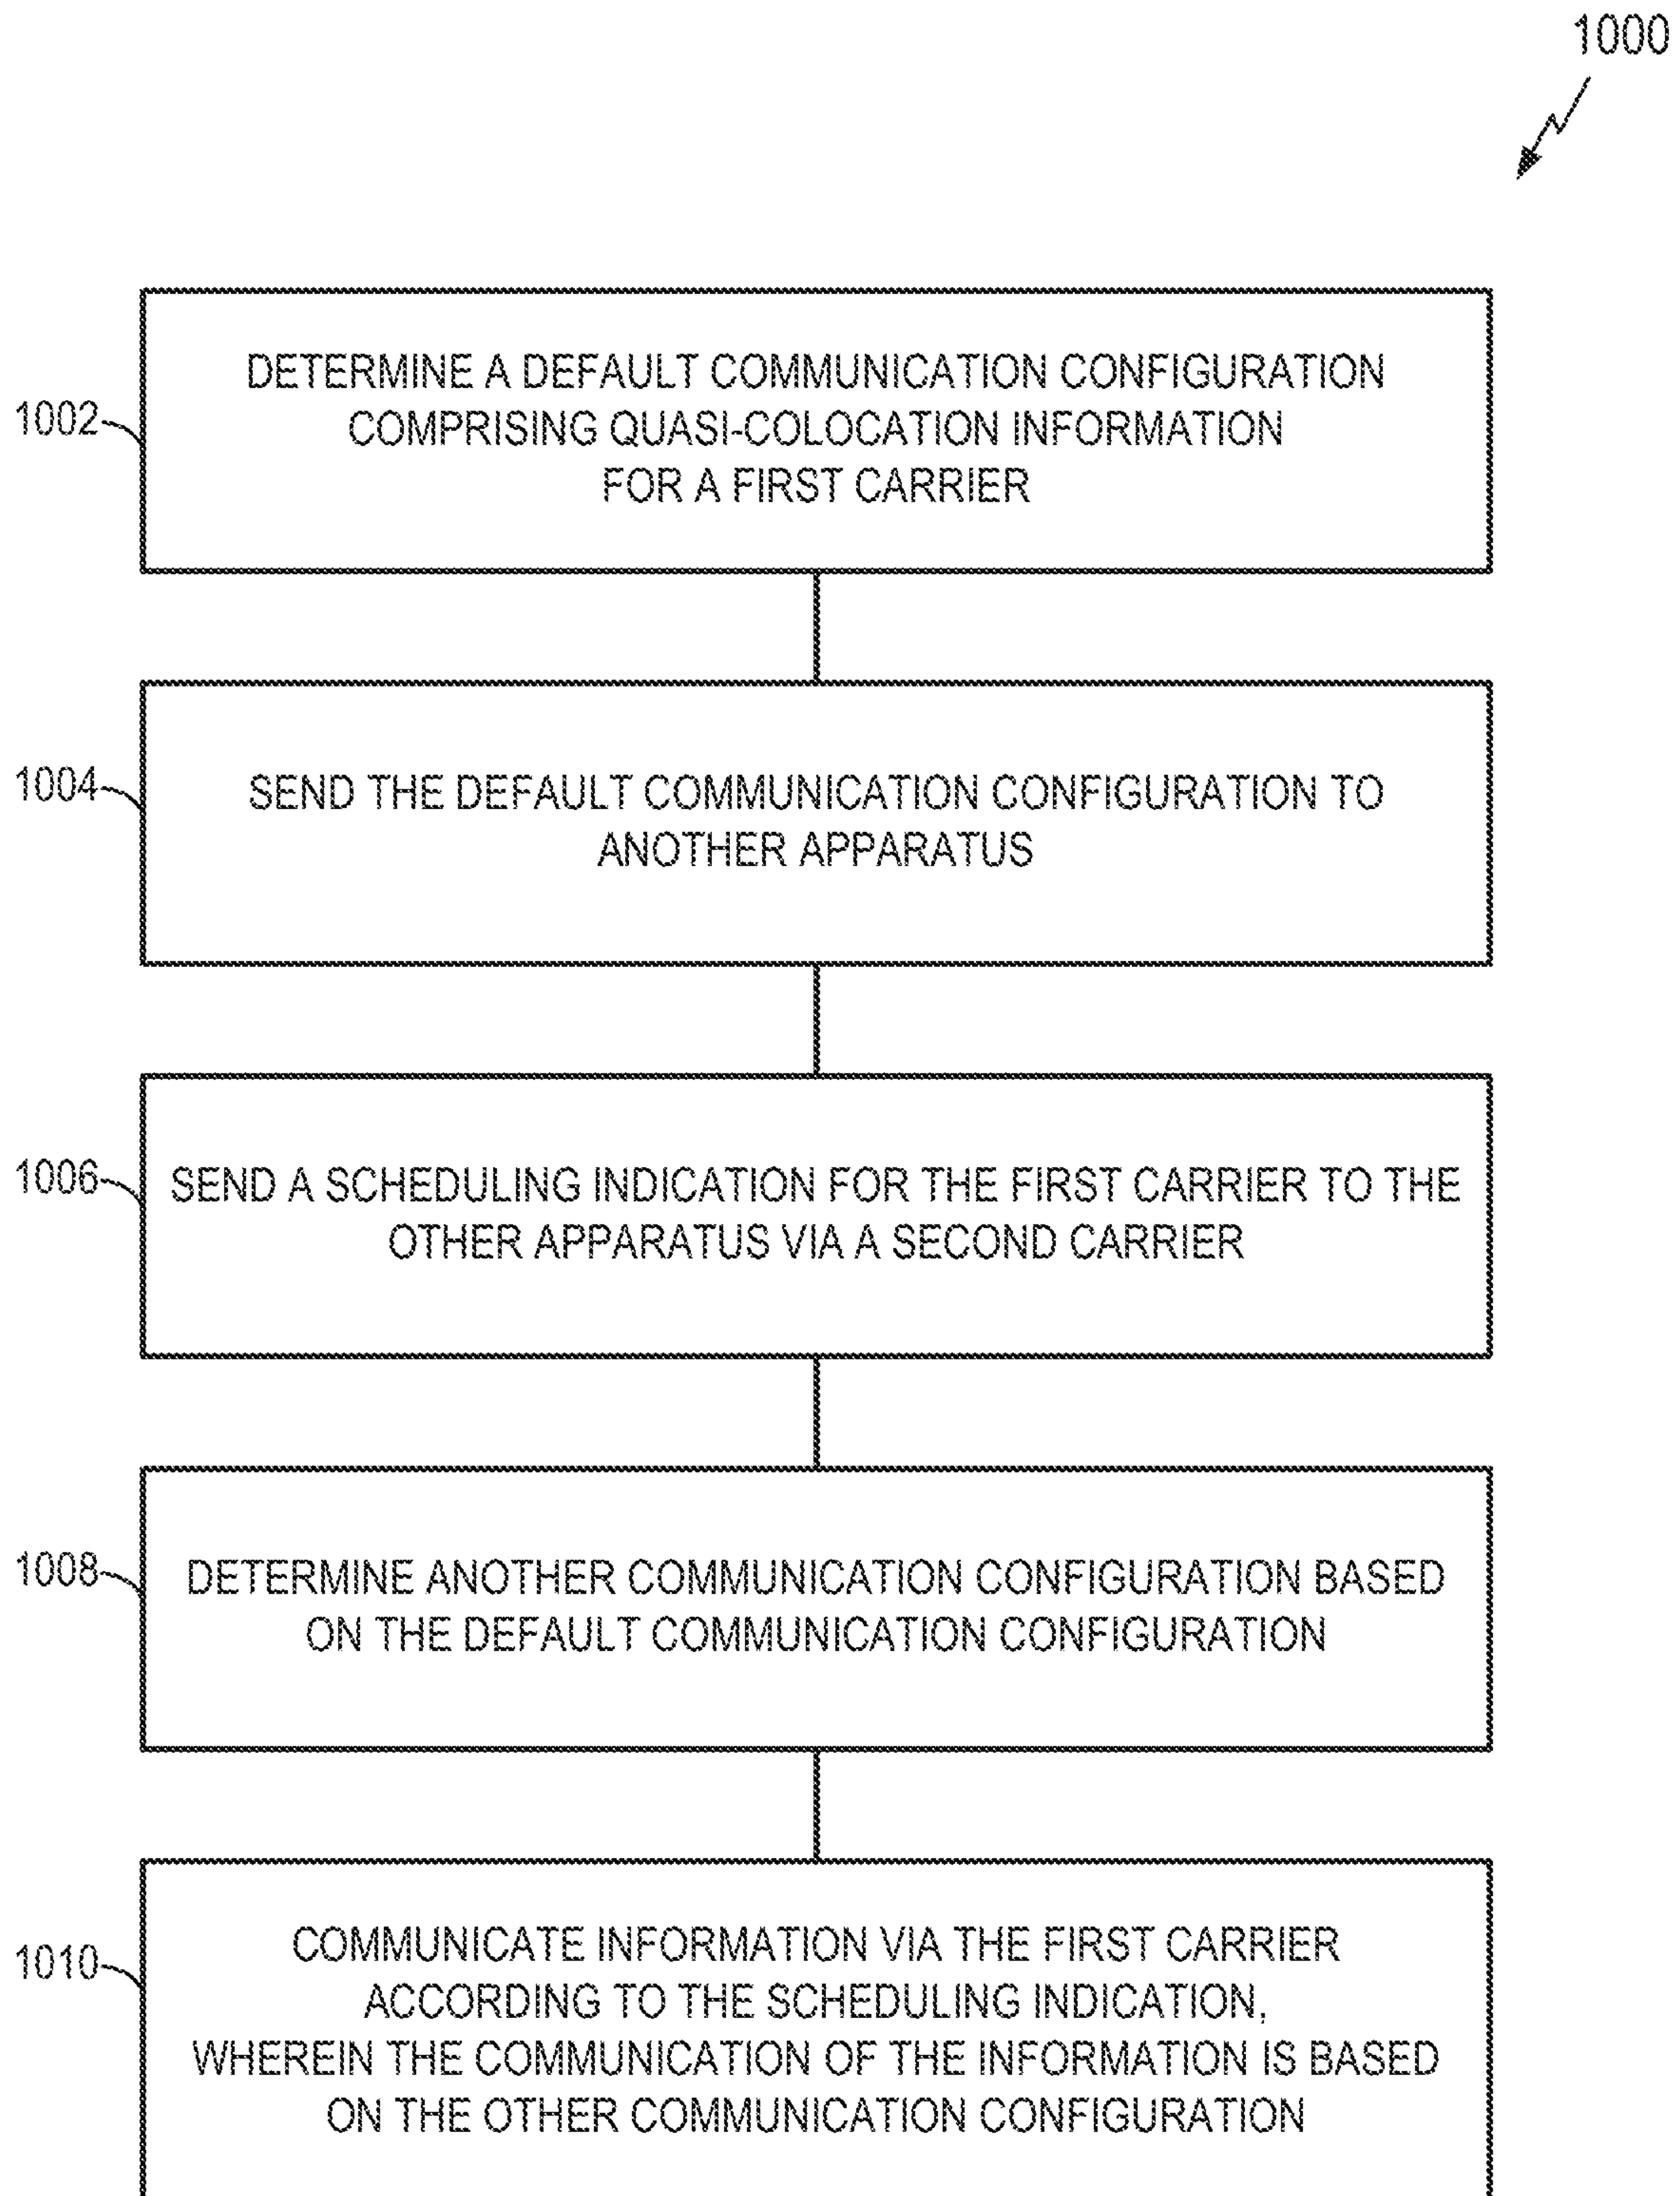 1000
1002
DETERMINE A DEFAULT COMMUNICATION CONFIGURATION
COMPRISING QUASI-COLOCATION INFORMATION
FOR A FIRST CARRIER
1004
SEND THE DEFAULT COMMUNICATION CONFIGURATION TO
ANOTHER APPARATUS
1006
SEND A SCHEDULING INDICATION FOR THE FIRST CARRIER TO THE
OTHER APPARATUS VIA A SECOND CARRIER
1008
DETERMINE ANOTHER COMMUNICATION CONFIGURATION BASED
ON THE DEFAULT COMMUNICATION CONFIGURATION
1010
COMMUNICATE INFORMATION VIA THE FIRST CARRIER
ACCORDING TO THE SCHEDULING INDICATION,
WHEREIN THE COMMUNICATION OF THE INFORMATION IS BASED
ON THE OTHER COMMUNICATION CONFIGURATION